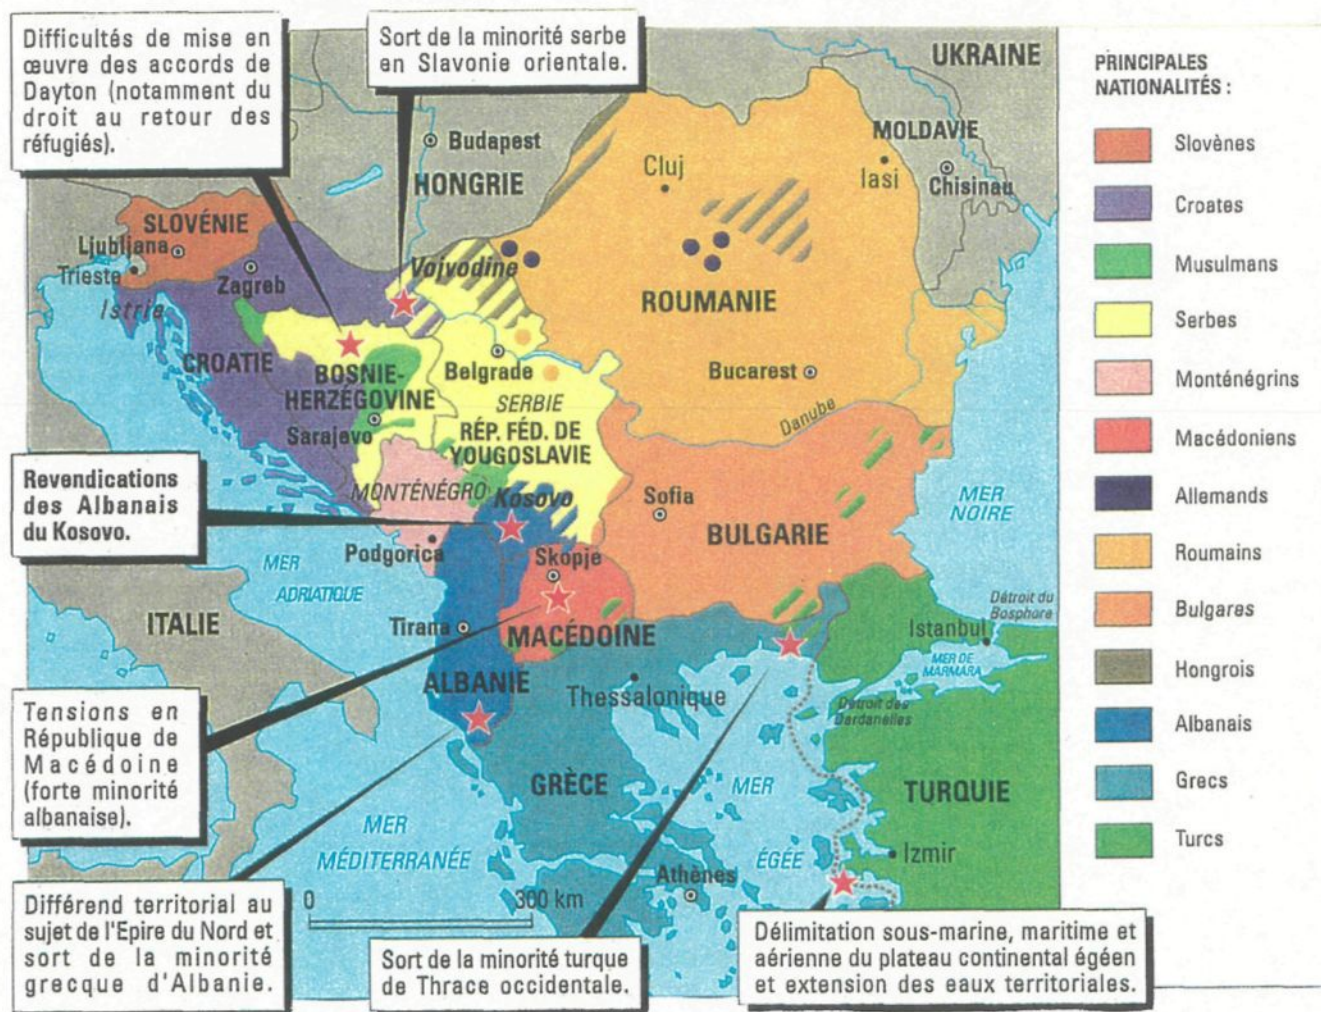 Difficultés de mise en
œuvre des accords de
Dayton (notamment du
droit au retour des
réfugiés).
Sort de la minorité serbe
en Slavonie orientale.
UKRAINE
MOLDAVIE
Budapest
HONGRIE
Cluj
Iasi
Chisinau
SLOVÉNIE
Ljubljana
Trieste
Istrie
Zagreb
Vojvodine
ROUMANIE
CROATIE
BOSNIE-
HERZÉGOVINE
Belgrade
Bucarest
SERBIE
Danube
Sarajevo
RÉP. FÉD. DE
YOUGOSLAVIE
MONTÉNÉGRO
Kosovo
Sofia
BULGARIE
MER
NOIRE
Revendications
des Albanais
du Kosovo.
Podgorica
Skopje
MER
ADRIATIQUE
ITALIE
Tirana
MACÉDOINE
ALBANIE
Thessalonique
Détroit du
Bosphore
Istanbul
MER DE
MARMARA
Détroit des
Dardanelles
Tensions en
République de
Macédoine
(forte minorité
albanaise).
GRÈCE
MER
ÉGÉE
TURQUIE
Izmir
MER
MÉDITERRANÉE
Athènes
0
300 km
Différend territorial au
sujet de l'Epire du Nord et
sort de la minorité
grecque d'Albanie.
Sort de la minorité turque
de Thrace occidentale.
Délimitation sous-marine, maritime et
aérienne du plateau continental égéen
et extension des eaux territoriales.
PRINCIPALES
NATIONALITÉS :
Slovènes
Croates
Musulmans
Serbes
Monténégrins
Macédoniens
Allemands
Roumains
Bulgares
Hongrois
Albanais
Grecs
Turcs